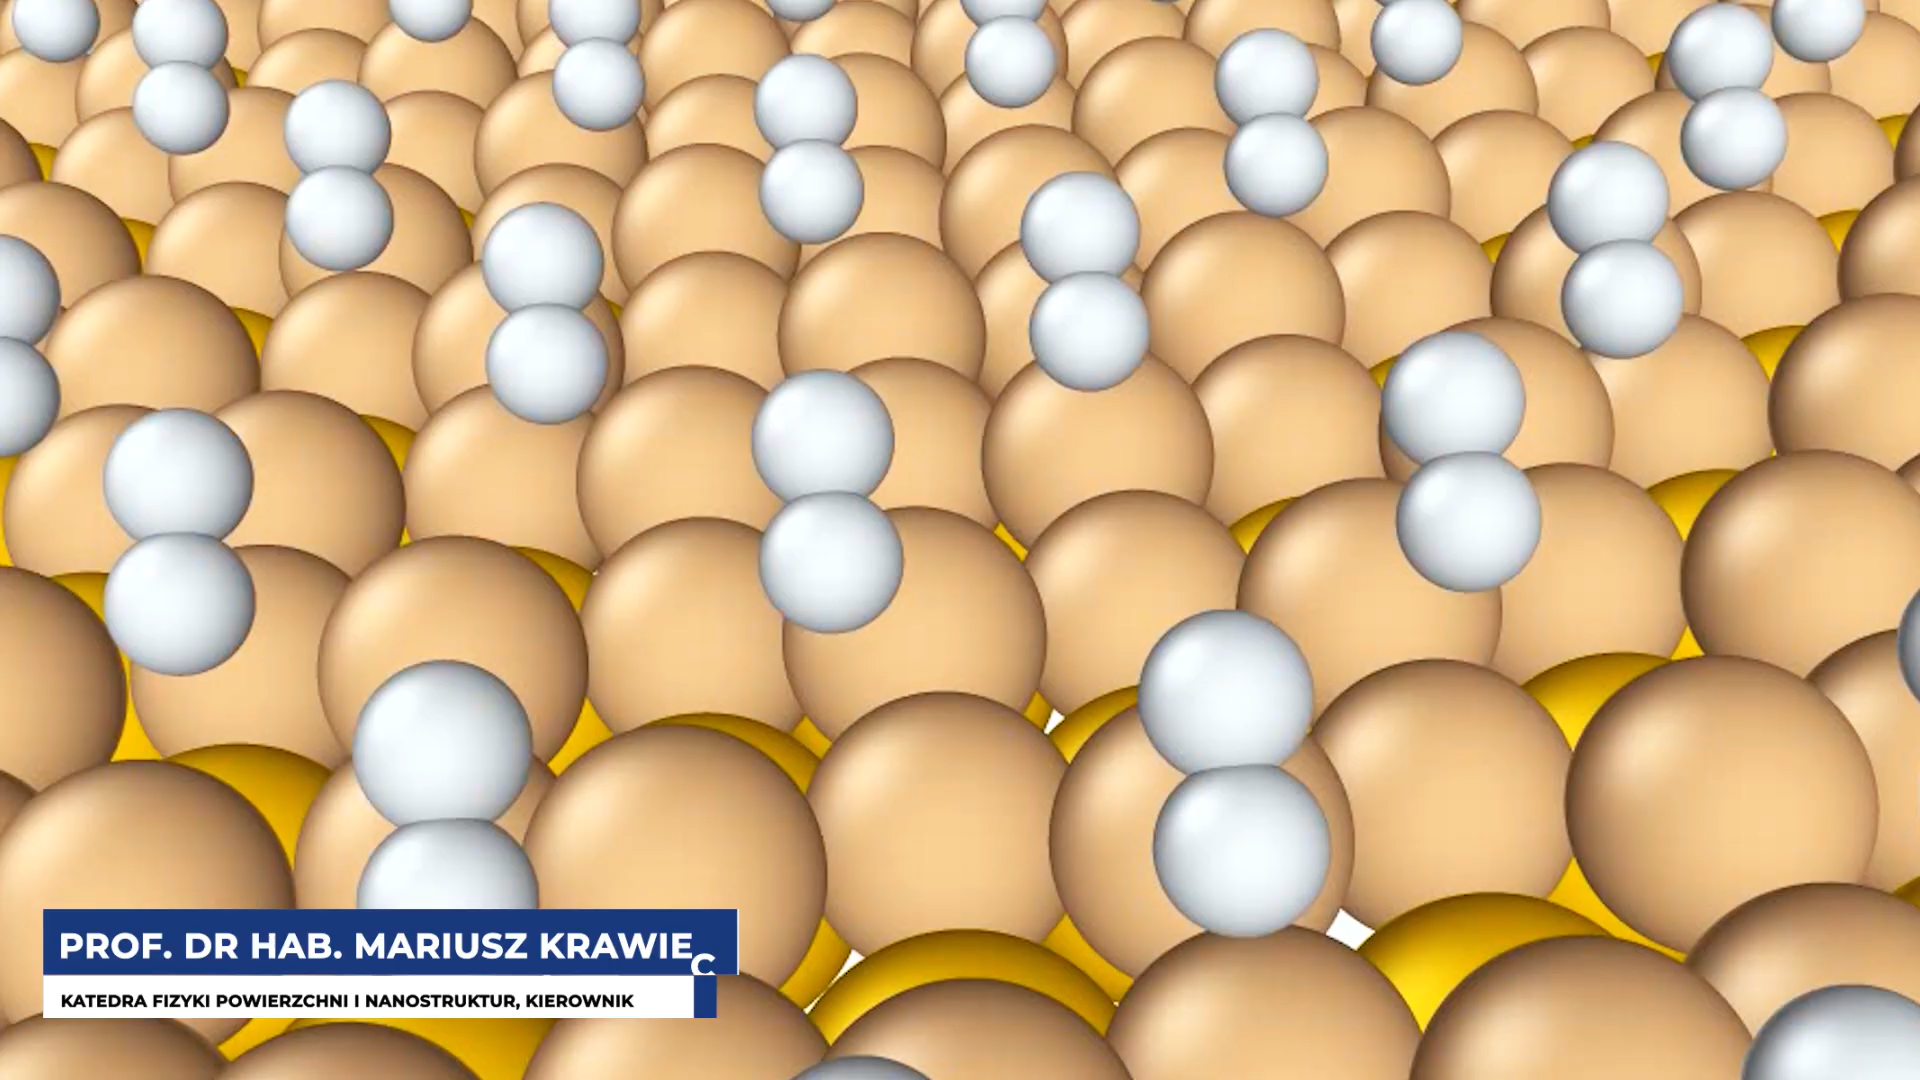 PROF. DR HAB. MARIUSZ KRAWIEC
KATEDRA FIZYKI POWIERZCHNI I NANOSTRUKTUR, KIEROWNIK